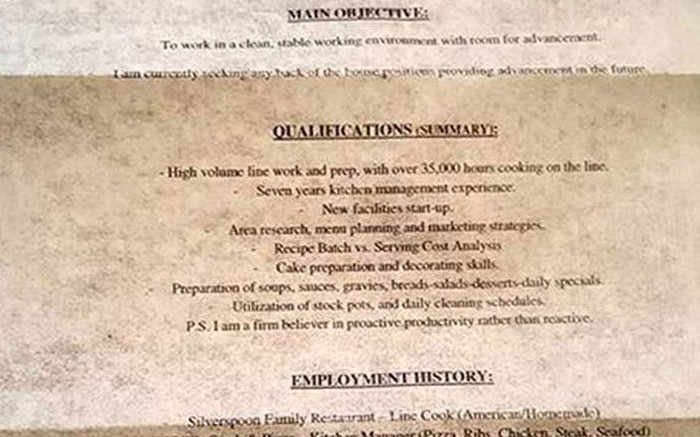 MAIN OBJECTIVE:
To work in a clean, stable working environment with room for advancement.
I am currently seeking any back of the house positions providing advancement in the future.
QUALIFICATIONS (SUMMARY):
- High volume line work and prep, with over 35,000 hours cooking on the line.
- Seven years kitchen management experience.
- New facilities start-up.
- Area research, menu planning and marketing strategies.
- Recipe Batch vs. Serving Cost Analysis
- Cake preparation and decorating skills.
- Preparation of soups, sauces, gravies, breads-salads-desserts-daily specials.
- Utilization of stock pots, and daily cleaning schedules.
P.S. I am a firm believer in proactive productivity rather than reactive.
EMPLOYMENT HISTORY:
Silverspoon Family Restaurant - Line Cook (American/Homemade)
Kitchen Manager (Pizza, Ribs, Chicken, Steak, Seafood)